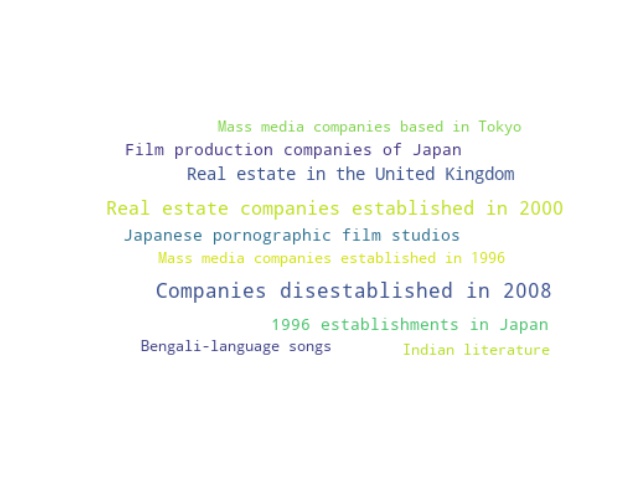 Mass media companies based in Tokyo
Film production companies of Japan
Real estate in the United Kingdom
Real estate companies established in 2000
Japanese pornographic film studios
Mass media companies established in 1996
Companies disestablished in 2008
1996 establishments in Japan
Bengali-language songs
Indian literature